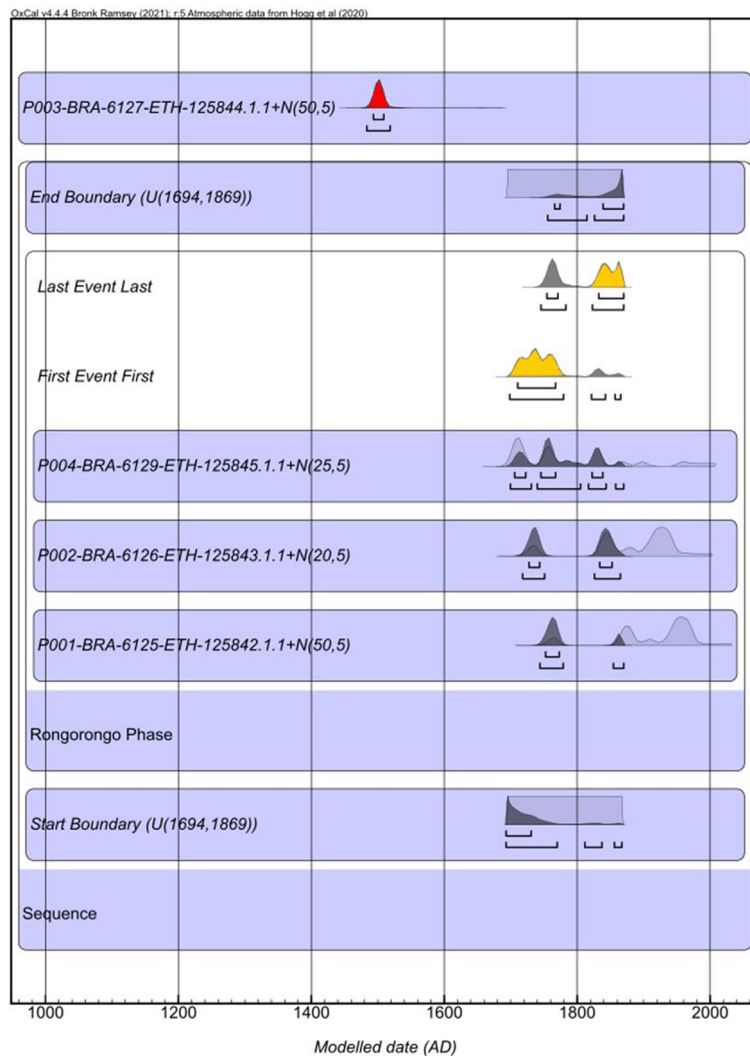 OxCal v4.4.4 Bronk Ramsey (2021); r:5 Atmospheric data from Hogg et al (2020)
P003-BRA-6127-ETH-125844.1.1+N(50,5)
End Boundary (U(1694,1869))
Last Event Last
First Event First
P004-BRA-6129-ETH-125845.1.1+N(25,5)
P002-BRA-6126-ETH-125843.1.1+N(20,5)
P001-BRA-6125-ETH-125842.1.1+N(50,5)
Rongorongo Phase
Start Boundary (U(1694,1869))
Sequence
1000 1200 1400 1600 1800 2000
Modelled date (AD)